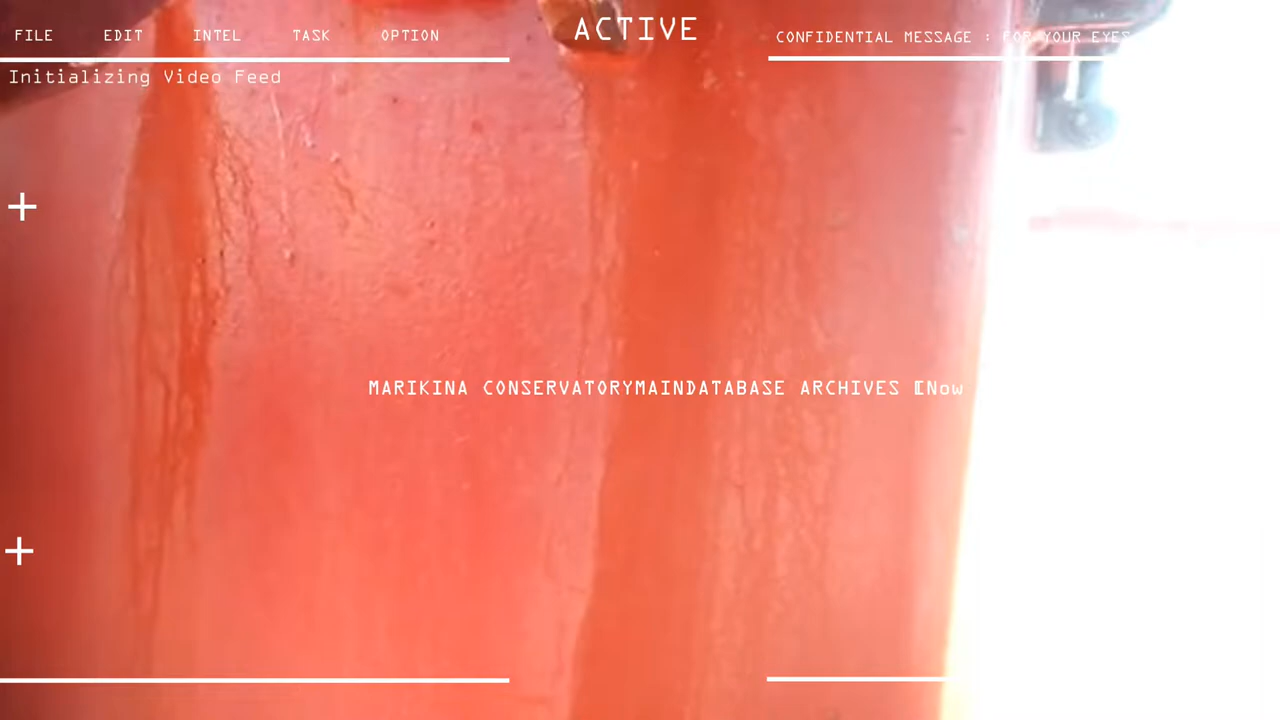 FILE EDIT INTEL TASK OPTION
ACTIVE
CONFIDENTIAL MESSAGE : FOR YOUR EYES
Initializing Video Feed
MARIKINA CONSERVATORYMAINDATABASE ARCHIVES [Now